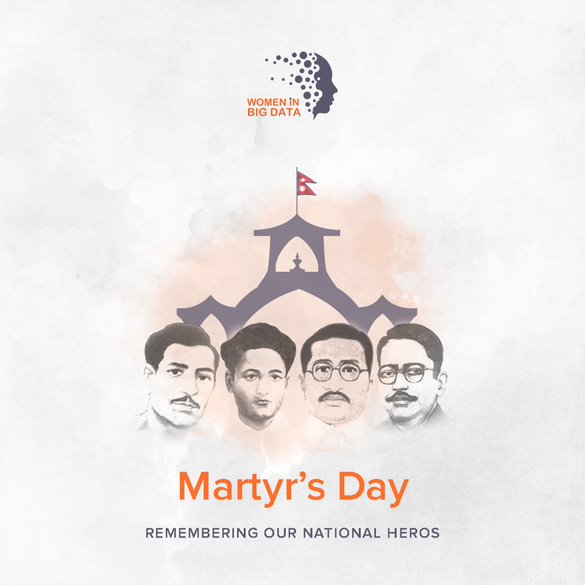 WOMEN iN
BIG DATA
Martyr’s Day
REMEMBERING OUR NATIONAL HEROS